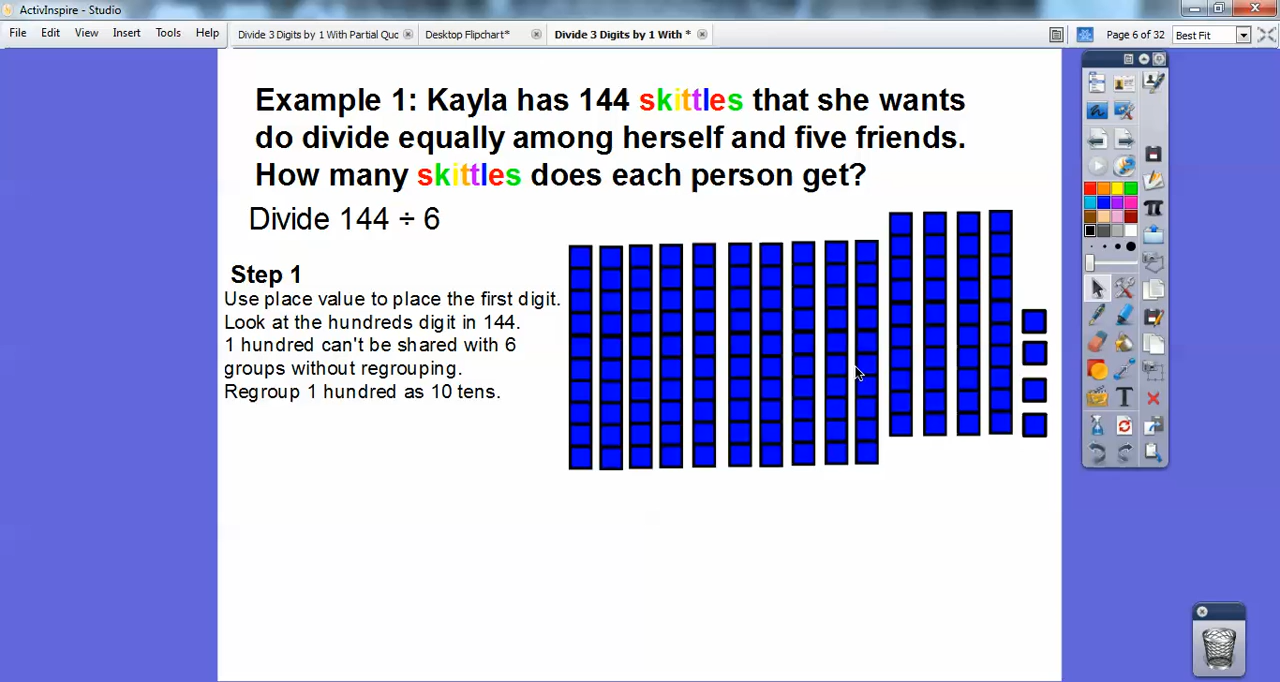 ActivInspire - Studio
File Edit View Insert Tools Help
Divide 3 Digits by 1 With Partial Quc
Desktop Flipchart*
Divide 3 Digits by 1 With *
Page 6 of 32
Best Fit
Example 1: Kayla has 144 skittles that she wants
do divide equally among herself and five friends.
How many skittles does each person get?
Divide 144 ÷ 6
Step 1
Use place value to place the first digit.
Look at the hundreds digit in 144.
1 hundred can't be shared with 6
groups without regrouping.
Regroup 1 hundred as 10 tens.